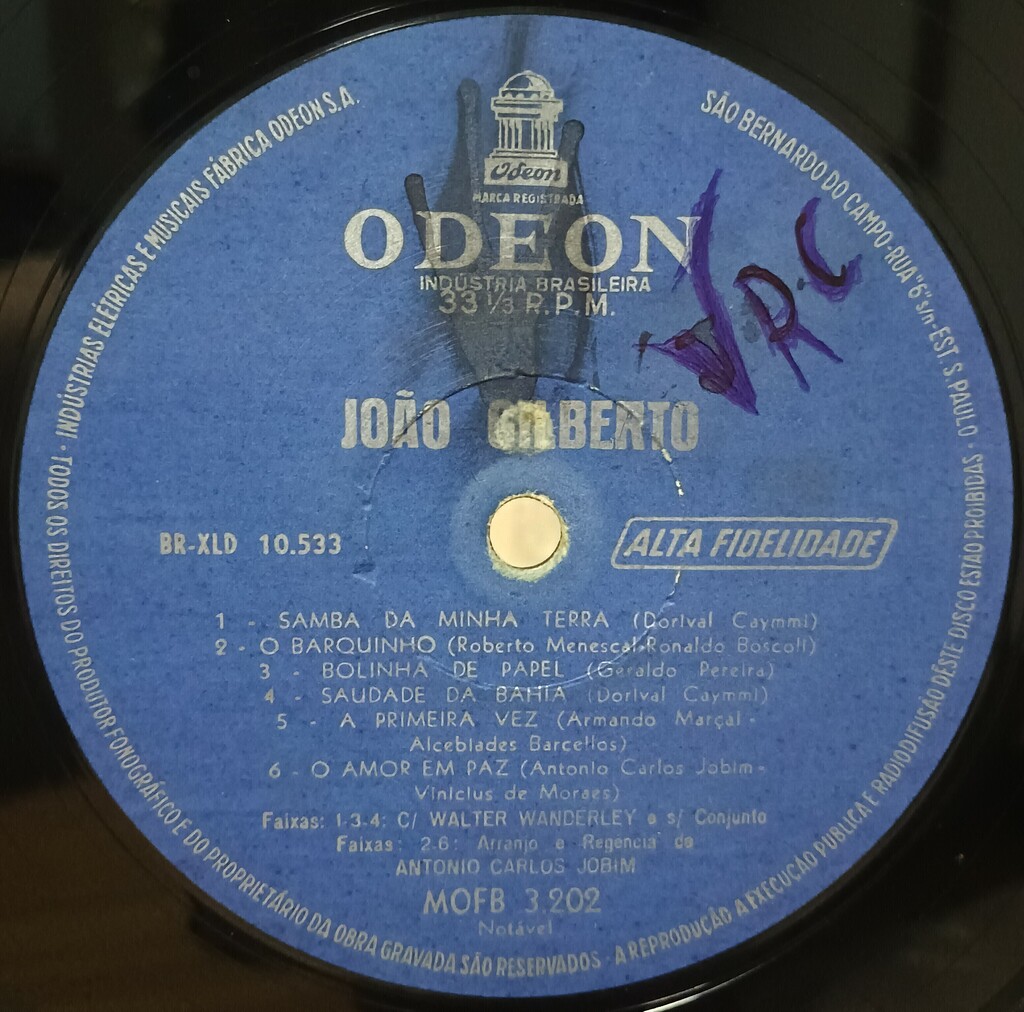 INDÚSTRIAS ELÉTRICAS E MUSICAIS FÁBRICA ODEON S.A.
SÃO BERNARDO DO CAMPO - RUA "6" s/n - EST. S. PAULO
Odeon
MARCA REGISTRADA
ODEON
INDÚSTRIA BRASILEIRA
33 1/3 R.P.M.
JOÃO GILBERTO
BR-XLD 10.533
ALTA FIDELIDADE
1 - SAMBA DA MINHA TERRA (Dorival Caymmi)
2 - O BARQUINHO (Roberto Menescal-Ronaldo Boscoli)
3 - BOLINHA DE PAPEL (Geraldo Pereira)
4 - SAUDADE DA BAHIA (Dorival Caymmi)
5 - A PRIMEIRA VEZ (Armando Marçal -
Alcebiades Barcellos)
6 - O AMOR EM PAZ (Antonio Carlos Jobim-
Vinicius de Moraes)
Faixas: 1-3-4: C/ WALTER WANDERLEY e s/ Conjunto
Faixas: 2-6: Arranjo e Regencia de
ANTONIO CARLOS JOBIM
MOFB 3.202
Notável
· TODOS OS DIREITOS DO PRODUTOR FONOGRÁFICO E DO PROPRIETÁRIO DA OBRA GRAVADA SÃO RESERVADOS · A REPRODUÇÃO A EXECUÇÃO PUBLICA E RADIODIFUSÃO DÊSTE DISCO ESTÃO PROIBIDAS ·